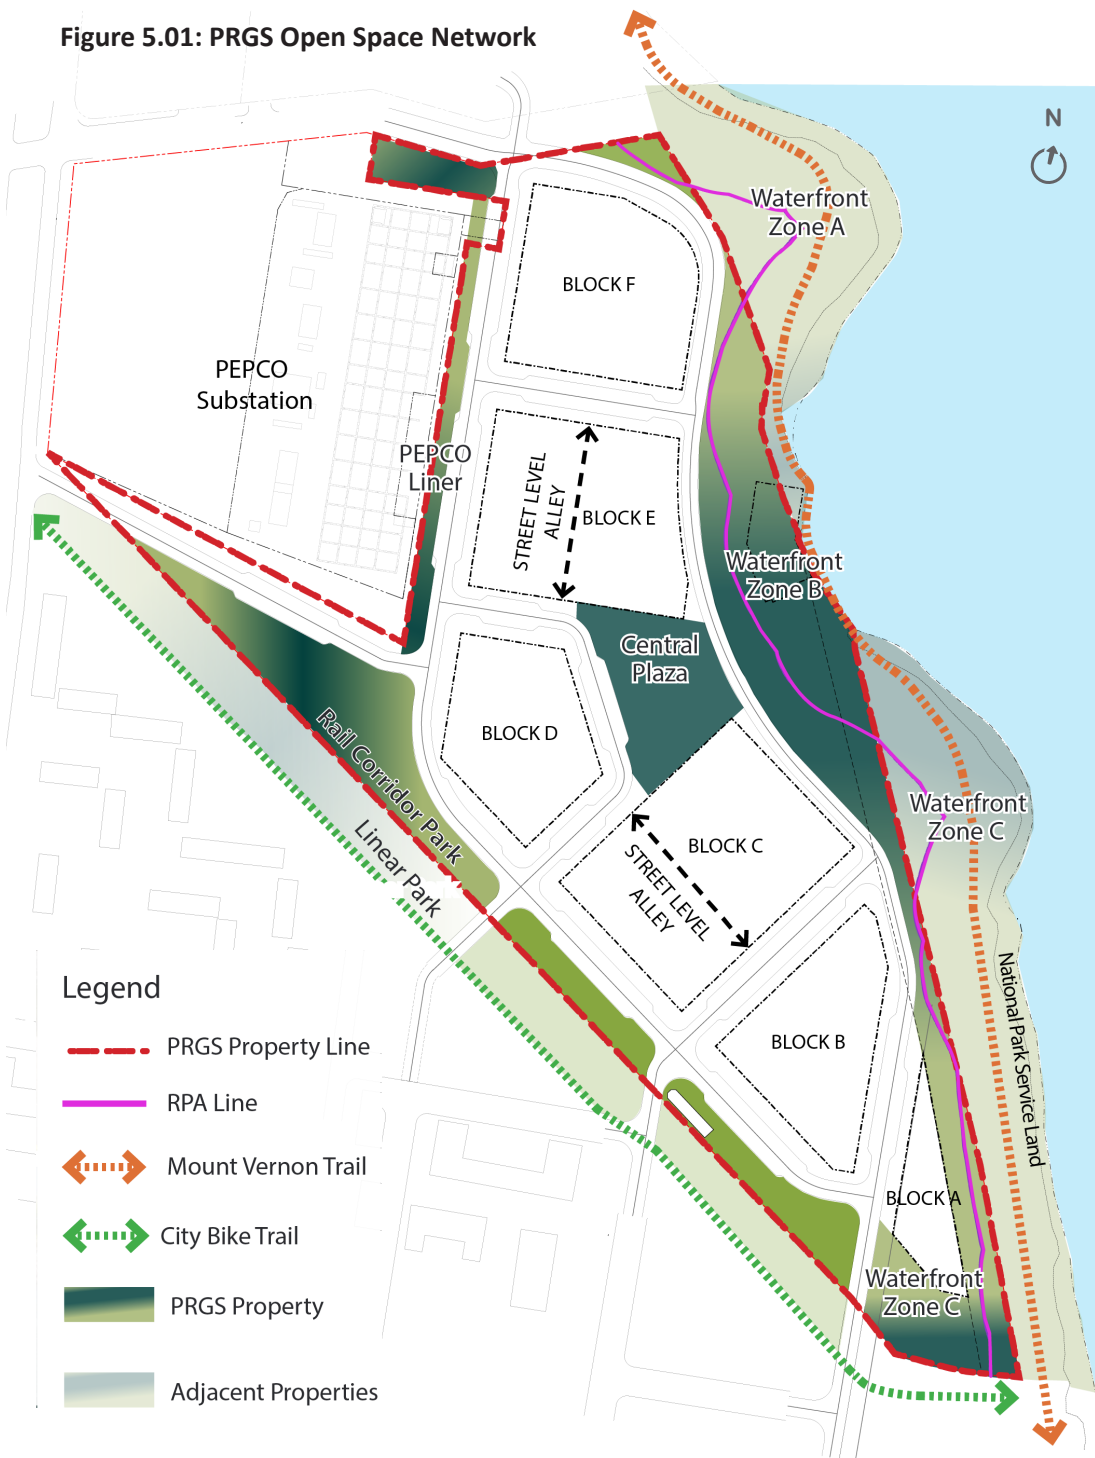 Figure 5.01: PRGS Open Space Network
N
Waterfront
Zone A
BLOCK F
PEPCO
Substation
PEPCO
Liner
STREET LEVEL
ALLEY
BLOCK E
Waterfront
Zone B
Central
Plaza
BLOCK D
Rail Corridor Park
Linear Park
Waterfront
Zone C
BLOCK C
STREET LEVEL
ALLEY
National Park Service Land
BLOCK B
BLOCK A
Waterfront
Zone C
Legend
PRGS Property Line
RPA Line
Mount Vernon Trail
City Bike Trail
PRGS Property
Adjacent Properties